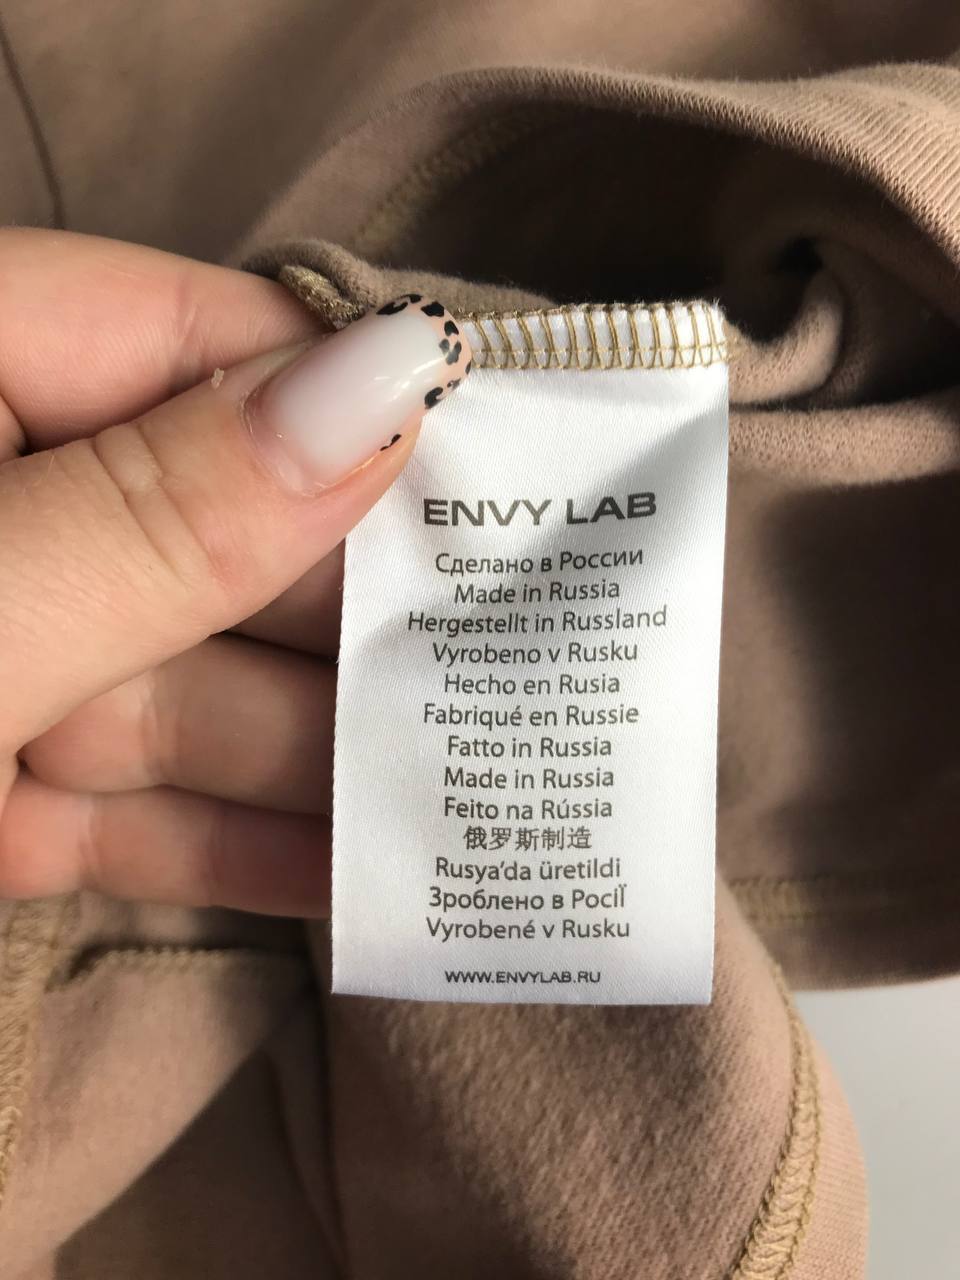 ENVY LAB
Сделано в России
Made in Russia
Hergestellt in Russland
Vyrobeno v Rusku
Hecho en Rusia
Fabriqué en Russie
Fatto in Russia
Made in Russia
Feito na Rússia
俄罗斯制造
Rusya'da üretildi
Зроблено в Росії
Vyrobené v Rusku
WWW.ENVYLAB.RU